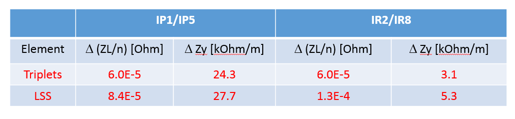 IP1/IP5 IR2/IR8
Element Δ (ZL/n) [Ohm] Δ Zy [kOhm/m] Δ (ZL/n) [Ohm] Δ Zy [kOhm/m]
Triplets 6.0E-5 24.3 6.0E-5 3.1
LSS 8.4E-5 27.7 1.3E-4 5.3